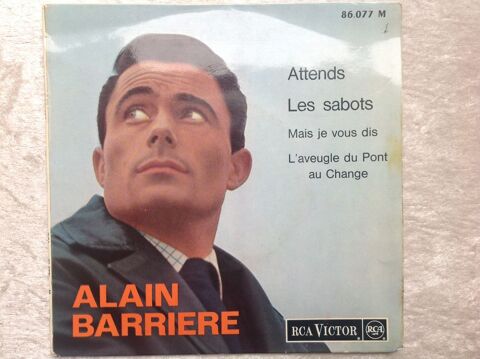 86.077 M
Attends
Les sabots
Mais je vous dis
L'aveugle du Pont
au Change
ALAIN
BARRIERE
RCA VICTOR
RCA